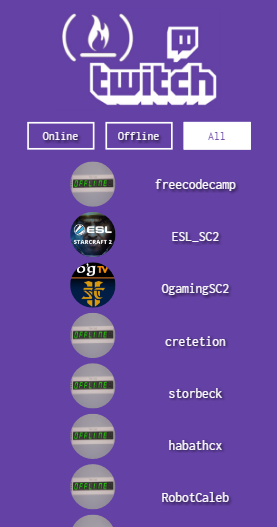 twitch
Online Offline All
OFFLINE freecodecamp
ESL STARCRAFT 2 ESL_SC2
OGTV OgamingSC2
OFFLINE cretetion
OFFLINE storbeck
OFFLINE habathcx
OFFLINE RobotCaleb